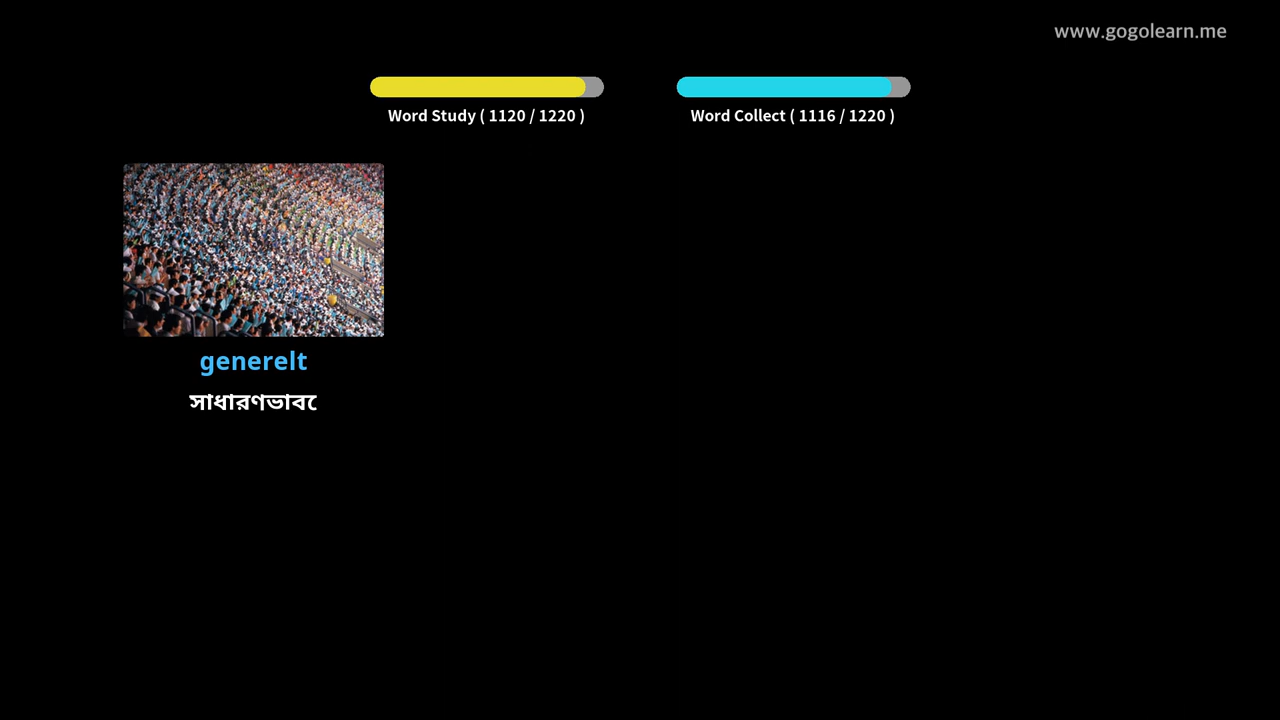 www.gogolearn.me
Word Study ( 1120 / 1220 )
Word Collect ( 1116 / 1220 )
generelt
সাধারণভাবে